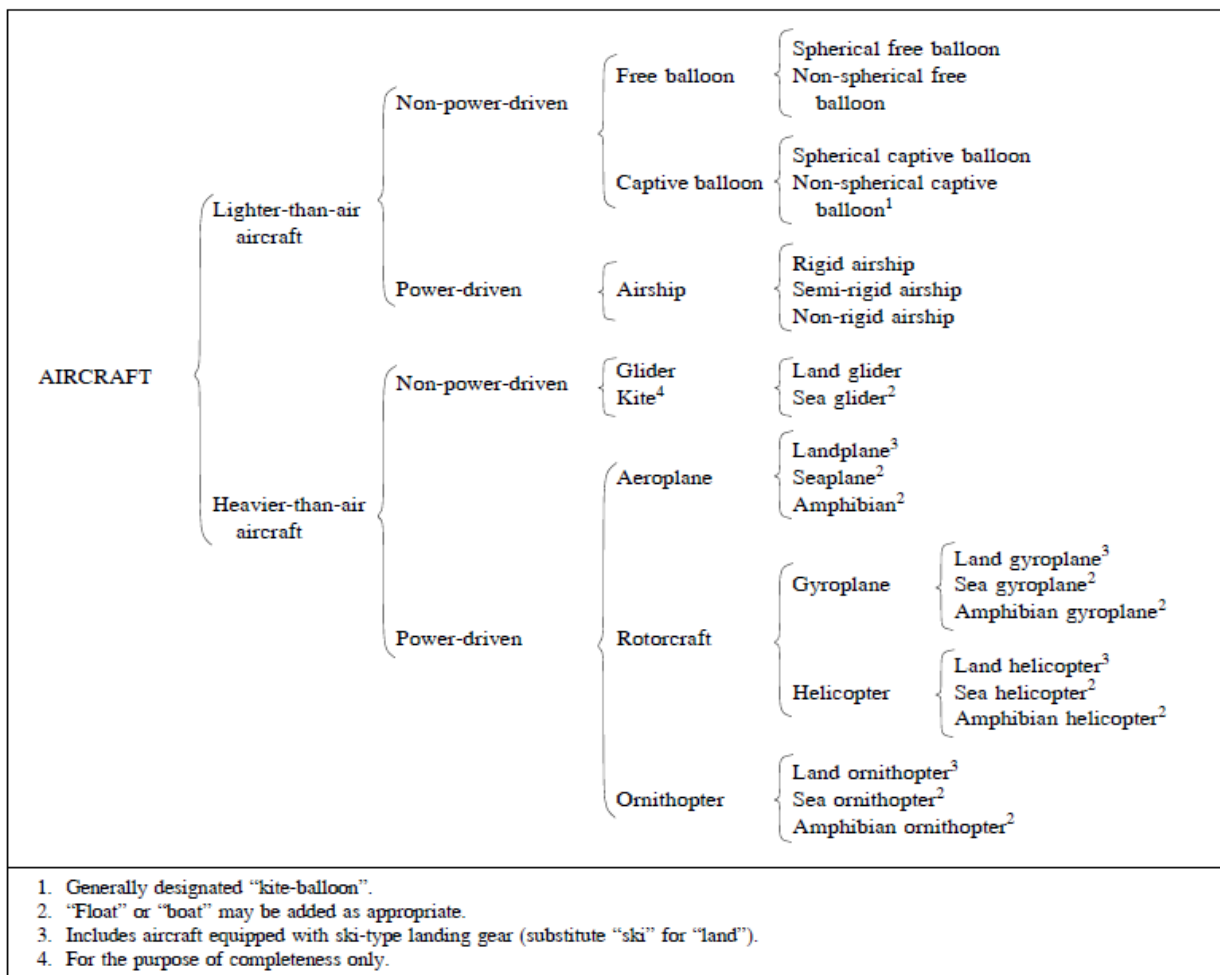 Spherical free balloon
Free balloon
Non-spherical free
balloon
Non-power-driven
Spherical captive balloon
Captive balloon
Non-spherical captive
balloon¹
Lighter-than-air
aircraft
Rigid airship
Power-driven
Airship
Semi-rigid airship
Non-rigid airship
AIRCRAFT
Non-power-driven
Glider
Land glider
Kite⁴
Sea glider²
Landplane³
Aeroplane
Seaplane²
Amphibian²
Heavier-than-air
aircraft
Land gyroplane³
Gyroplane
Sea gyroplane²
Amphibian gyroplane²
Power-driven
Rotorcraft
Land helicopter³
Helicopter
Sea helicopter²
Amphibian helicopter²
Land ornithopter³
Ornithopter
Sea ornithopter²
Amphibian ornithopter²
1. Generally designated “kite-balloon”.
2. “Float” or “boat” may be added as appropriate.
3. Includes aircraft equipped with ski-type landing gear (substitute “ski” for “land”).
4. For the purpose of completeness only.